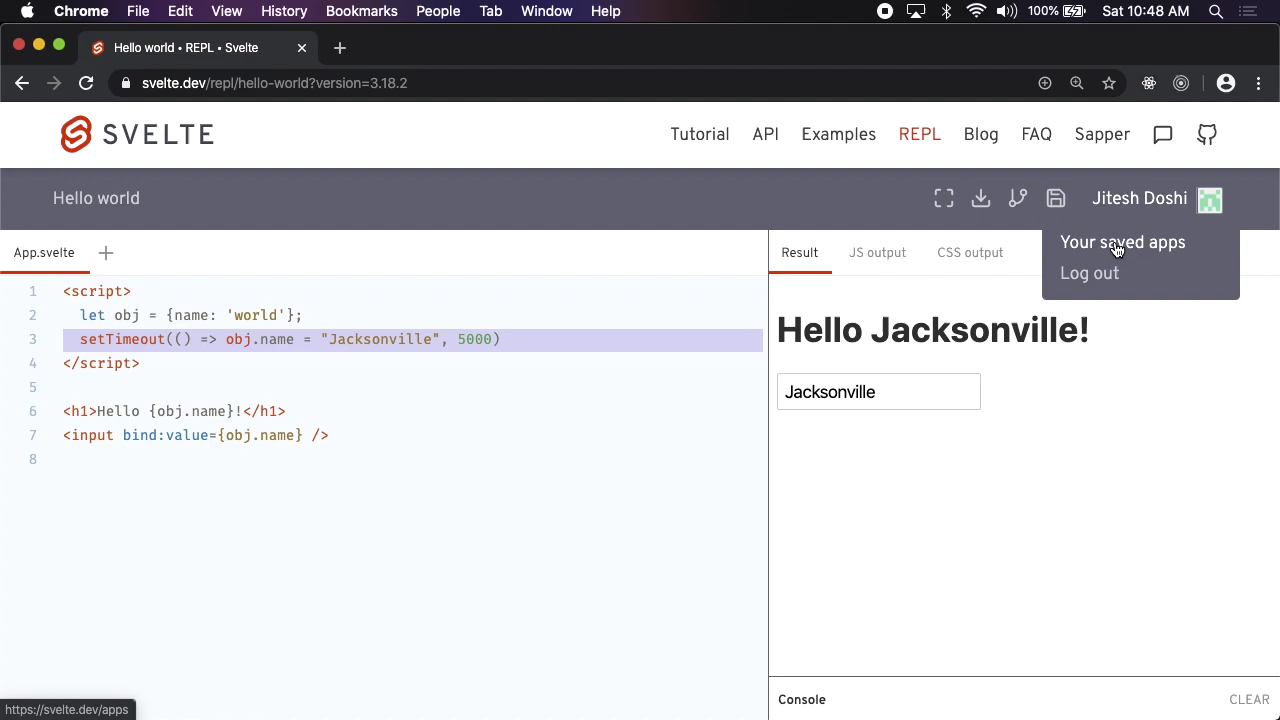 Chrome File Edit View History Bookmarks People Tab Window Help 100% Sat 10:48 AM
Hello world • REPL • Svelte
svelte.dev/repl/hello-world?version=3.18.2
SVELTE Tutorial API Examples REPL Blog FAQ Sapper
Hello world Jitesh Doshi
Your saved apps
Log out
App.svelte
Result JS output CSS output
1 <script>
2 let obj = {name: 'world'};
3 setTimeout(() => obj.name = "Jacksonville", 5000)
4 </script>
5
6 <h1>Hello {obj.name}!</h1>
7 <input bind:value={obj.name} />
8
Hello Jacksonville!
Jacksonville
Console CLEAR
https://svelte.dev/apps